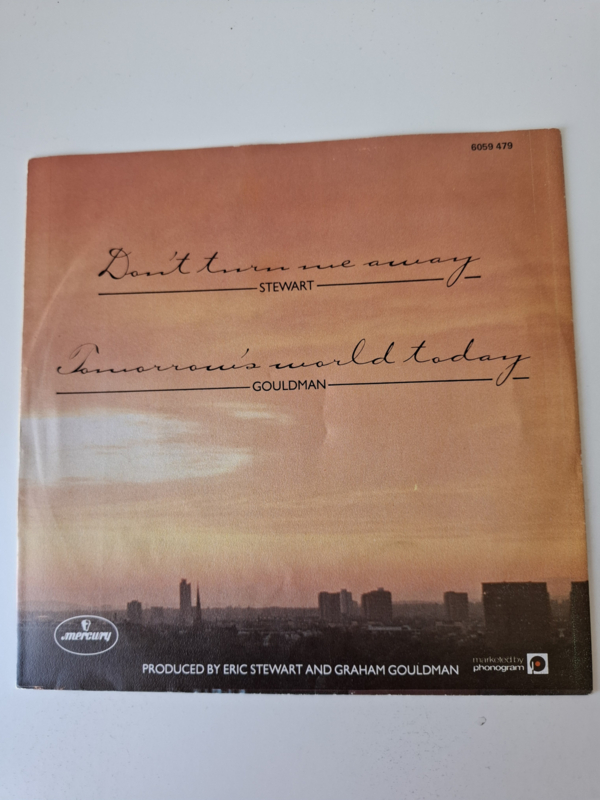 6059 479
Don't turn me away
STEWART
Tomorrow's world today
GOULDMAN
mercury
PRODUCED BY ERIC STEWART AND GRAHAM GOULDMAN
marketed by
phonogram